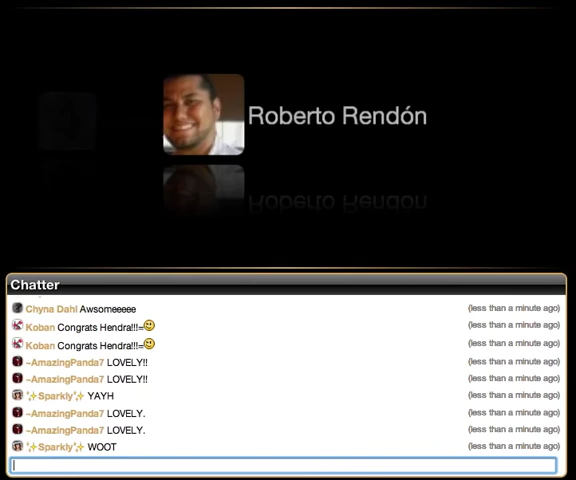 Roberto Rendón
Chatter
Chyna Dahl Awsomeeeee (less than a minute ago)
Koban Congrats Hendra!!!= (less than a minute ago)
Koban Congrats Hendra!!!= (less than a minute ago)
~AmazingPanda7 LOVELY!! (less than a minute ago)
~AmazingPanda7 LOVELY!! (less than a minute ago)
'✨Sparkly'✨ YAYH (less than a minute ago)
~AmazingPanda7 LOVELY. (less than a minute ago)
~AmazingPanda7 LOVELY. (less than a minute ago)
'✨Sparkly'✨ WOOT (less than a minute ago)